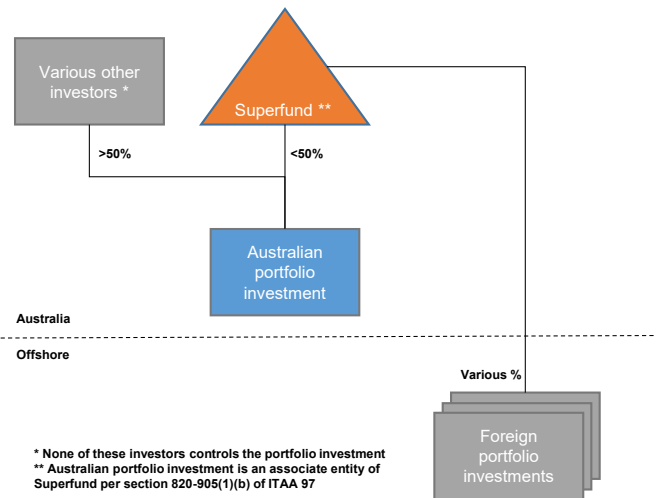 Various other
investors *
Superfund **
>50%
<50%
Australian
portfolio
investment
Australia
Offshore
Various %
Foreign
portfolio
investments
* None of these investors controls the portfolio investment
** Australian portfolio investment is an associate entity of
Superfund per section 820-905(1)(b) of ITAA 97